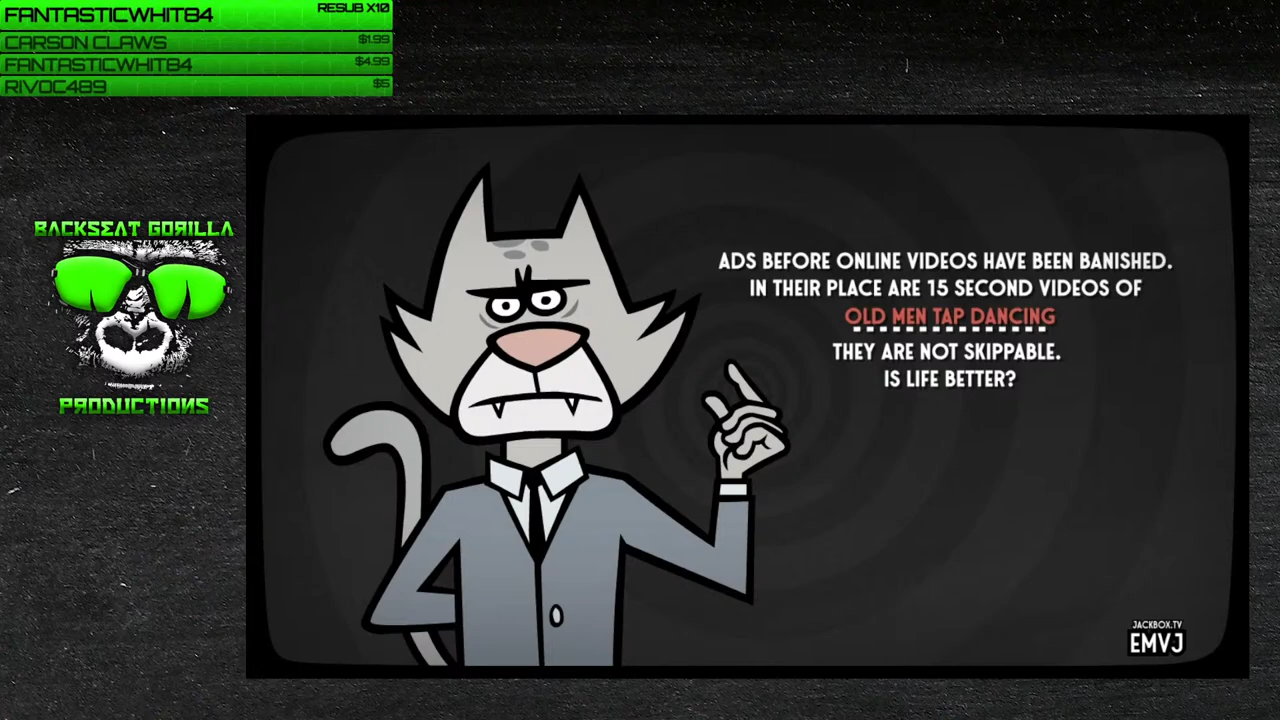 FANTASTICWHIT84 RESUB X10
CARSON CLAWS $1.99
FANTASTICWHIT84 $4.99
RIVOC489 $5
BACKSEAT GORILLA
PRODUCTIONS
ADS BEFORE ONLINE VIDEOS HAVE BEEN BANISHED.
IN THEIR PLACE ARE 15 SECOND VIDEOS OF
OLD MEN TAP DANCING
THEY ARE NOT SKIPPABLE.
IS LIFE BETTER?
JACKBOX.TV
EMVJ